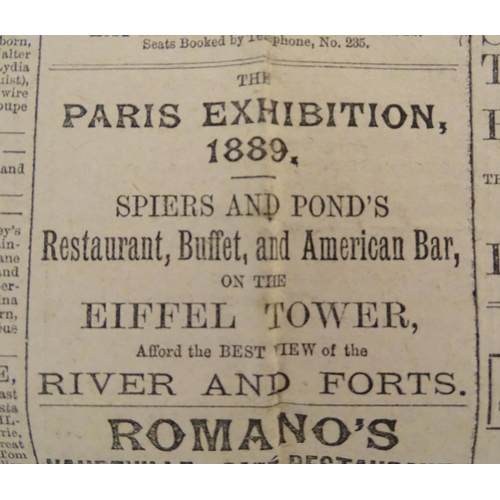 Seats Booked by Telephone, No. 235.
THE
PARIS EXHIBITION,
1889.
SPIERS AND POND'S
Restaurant, Buffet, and American Bar,
ON THE
EIFFEL TOWER,
Afford the BEST VIEW of the
RIVER AND FORTS.
ROMANO'S